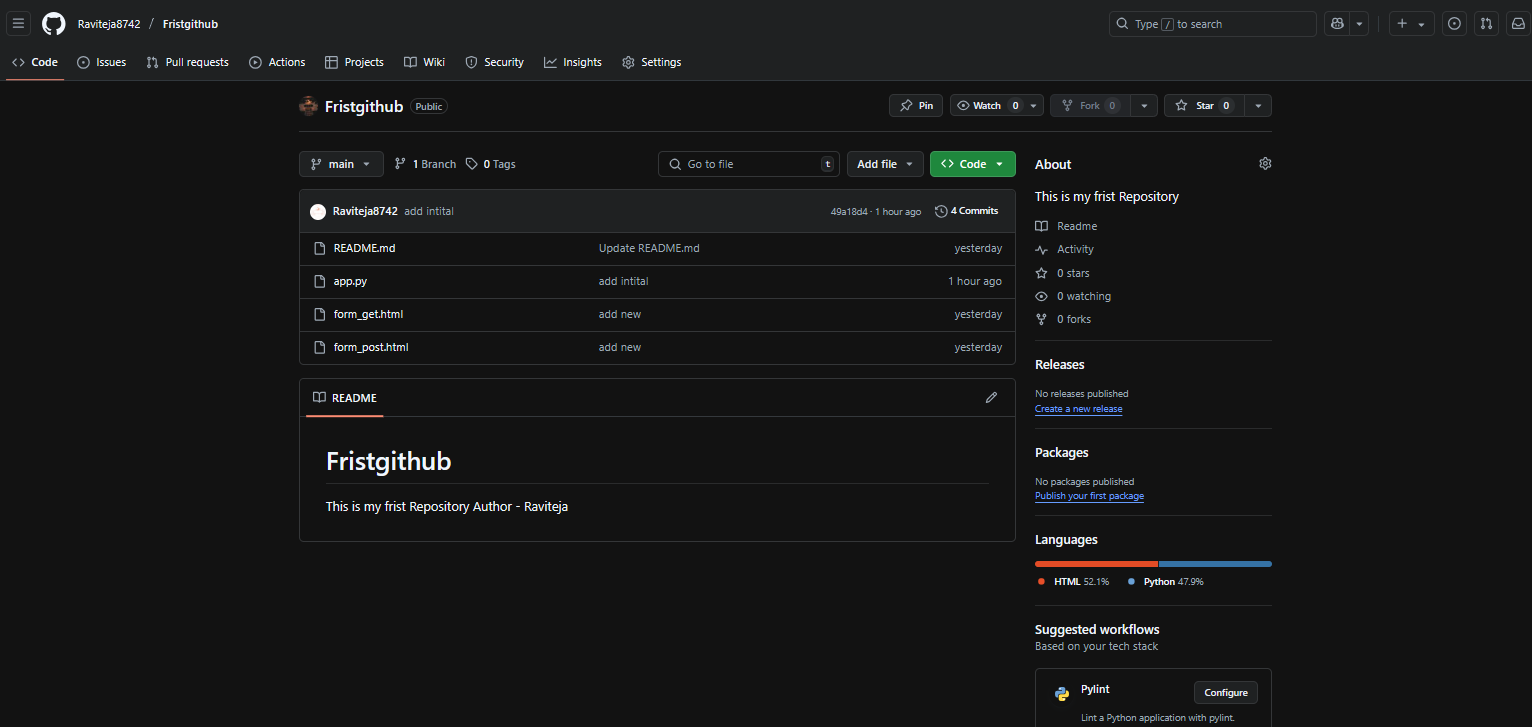 Raviteja8742 / Fristgithub
Type / to search
Code Issues Pull requests Actions Projects Wiki Security Insights Settings
Fristgithub Public
Pin Watch 0 Fork 0 Star 0
main 1 Branch 0 Tags Go to file t Add file Code
Raviteja8742 add intital 49a18d4 · 1 hour ago 4 Commits
README.md Update README.md yesterday
app.py add intital 1 hour ago
form_get.html add new yesterday
form_post.html add new yesterday
README
Fristgithub
This is my frist Repository Author - Raviteja
About
This is my frist Repository
Readme
Activity
0 stars
0 watching
0 forks
Releases
No releases published
Create a new release
Packages
No packages published
Publish your first package
Languages
HTML 52.1% Python 47.9%
Suggested workflows
Based on your tech stack
Pylint Configure
Lint a Python application with pylint.